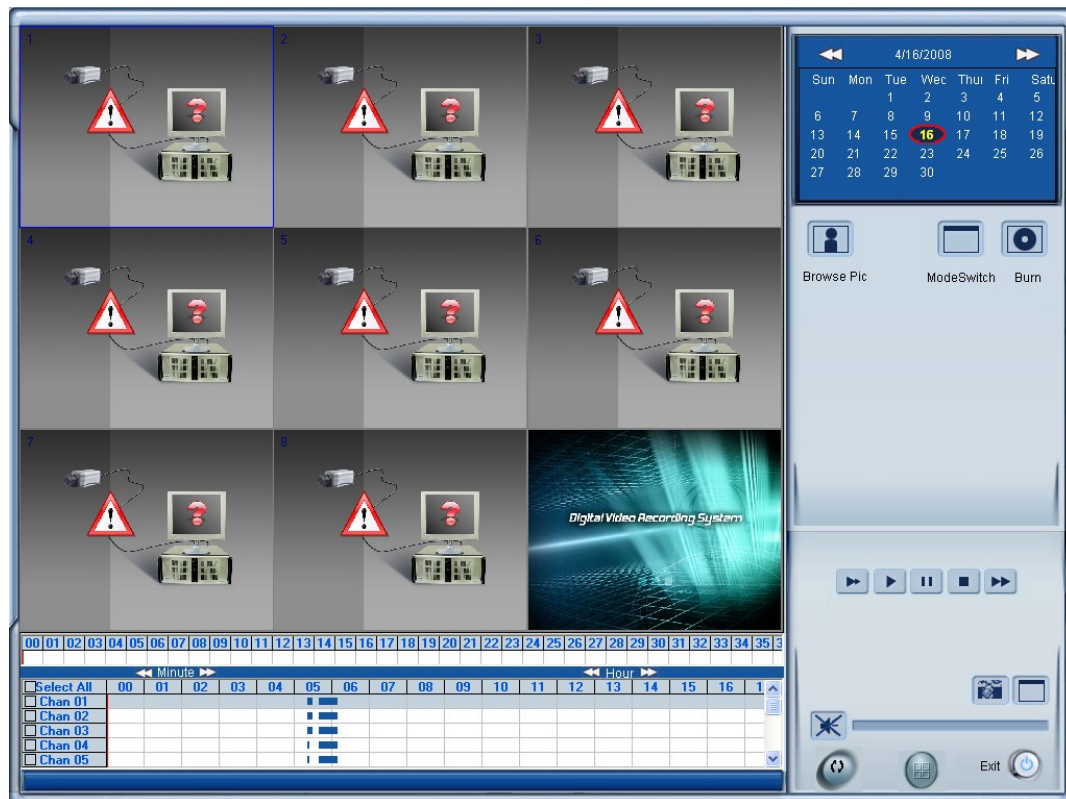 1
2
3
4
5
6
7
8
Digital Video Recording System
00 01 02 03 04 05 06 07 08 09 10 11 12 13 14 15 16 17 18 19 20 21 22 23 24 25 26 27 28 29 30 31 32 33 34 35 3
Minute
Hour
Select All 00 01 02 03 04 05 06 07 08 09 10 11 12 13 14 15 16 1
Chan 01
Chan 02
Chan 03
Chan 04
Chan 05
4/16/2008
Sun Mon Tue Wec Thui Fri Satu
1 2 3 4 5
6 7 8 9 10 11 12
13 14 15 16 17 18 19
20 21 22 23 24 25 26
27 28 29 30
Browse Pic
ModeSwitch
Burn
Exit